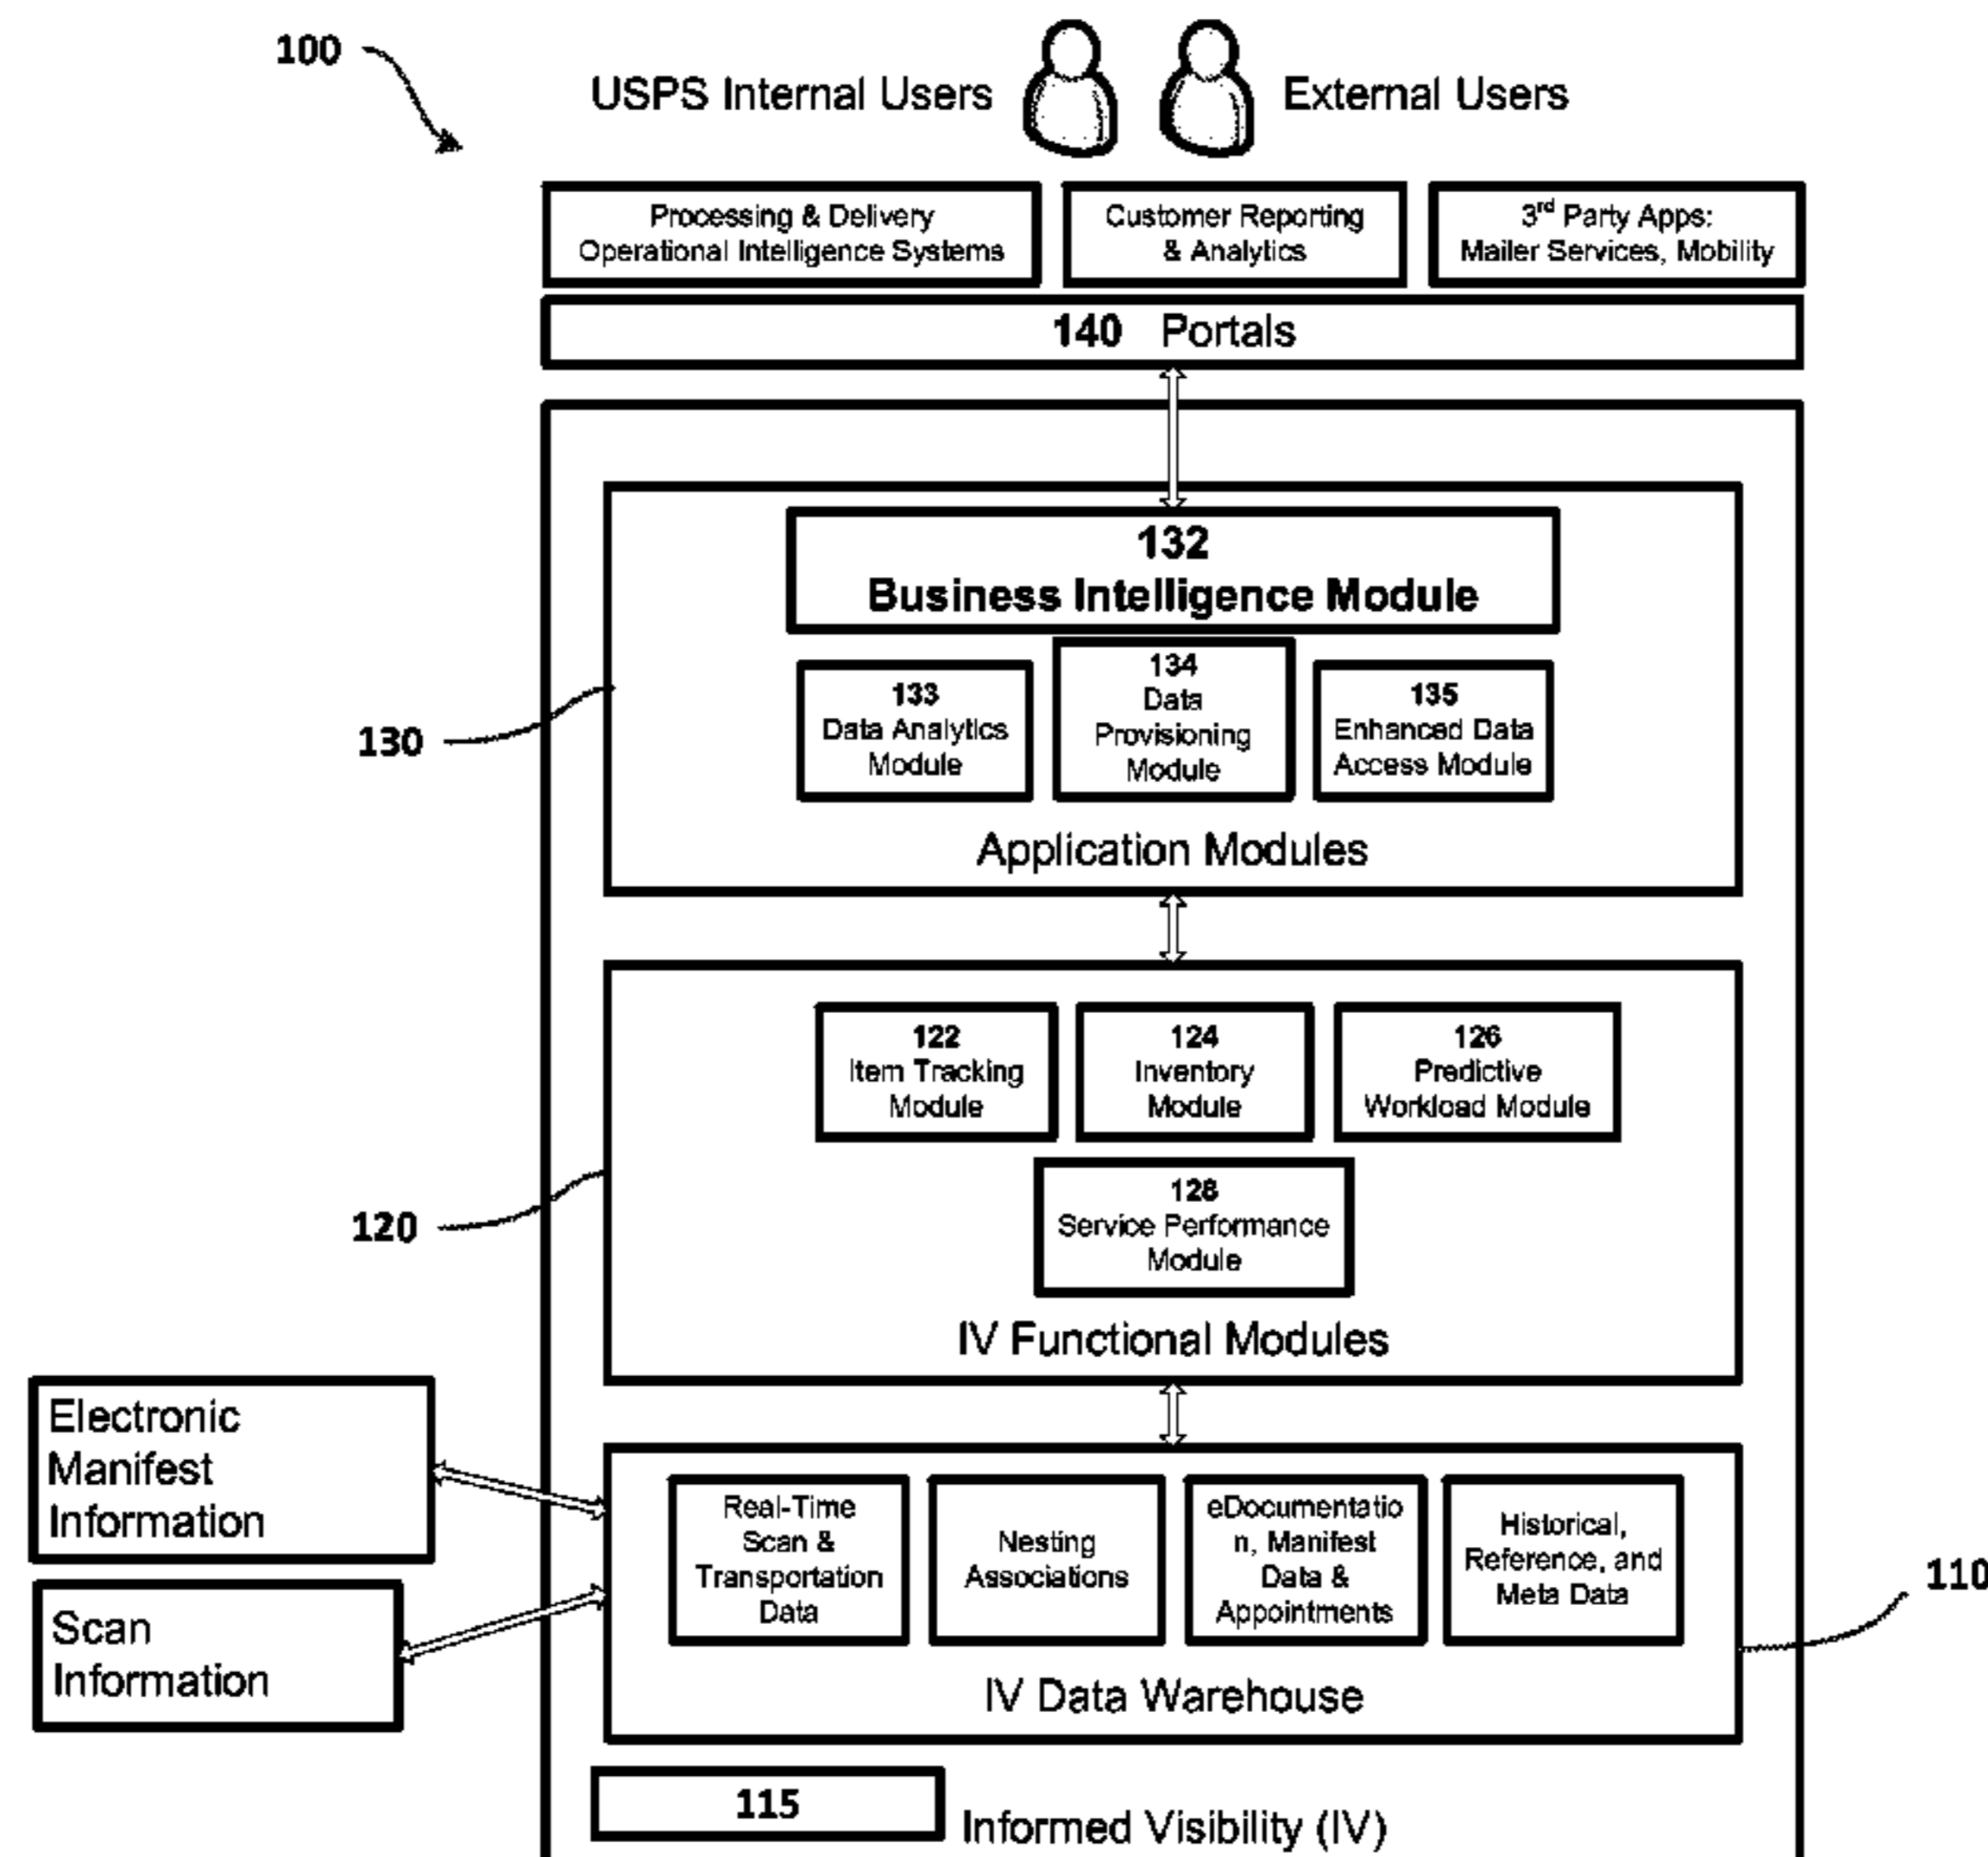 100
USPS Internal Users
External Users
Processing & Delivery
Operational Intelligence Systems
Customer Reporting
& Analytics
3rd Party Apps:
Mailer Services, Mobility
140 Portals
132
Business Intelligence Module
133
Data Analytics
Module
134
Data
Provisioning
Module
135
Enhanced Data
Access Module
130
Application Modules
122
Item Tracking
Module
124
Inventory
Module
126
Predictive
Workload Module
128
Service Performance
Module
120
IV Functional Modules
Electronic
Manifest
Information
Scan
Information
Real-Time
Scan &
Transportation
Data
Nesting
Associations
eDocumentatio
n, Manifest
Data &
Appointments
Historical,
Reference, and
Meta Data
110
IV Data Warehouse
115
Informed Visibility (IV)